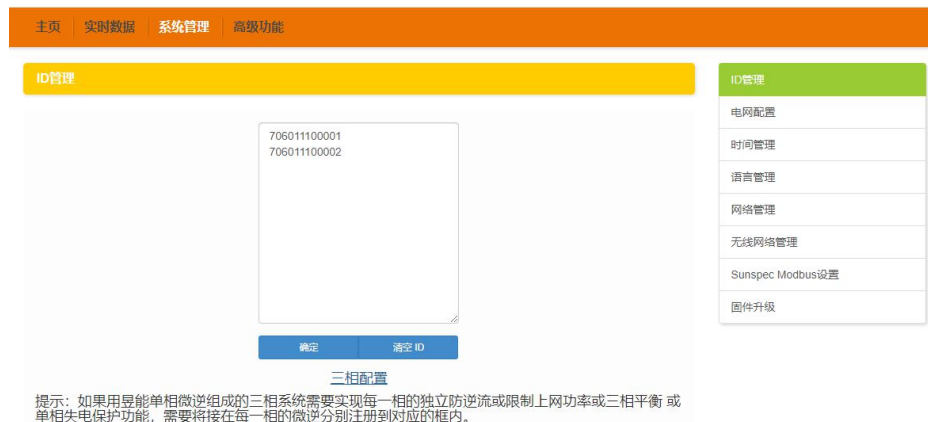 主页 实时数据 系统管理 高级功能
ID管理
706011100001
706011100002
确定 清空 ID
三相配置
提示：如果用昱能单相微逆组成的三相系统需要实现每一相的独立防逆流或限制上网功率或三相平衡 或
单相失电保护功能，需要将接在每一相的微逆分别注册到对应的框内。
ID管理
电网配置
时间管理
语言管理
网络管理
无线网络管理
Sunspec Modbus设置
固件升级